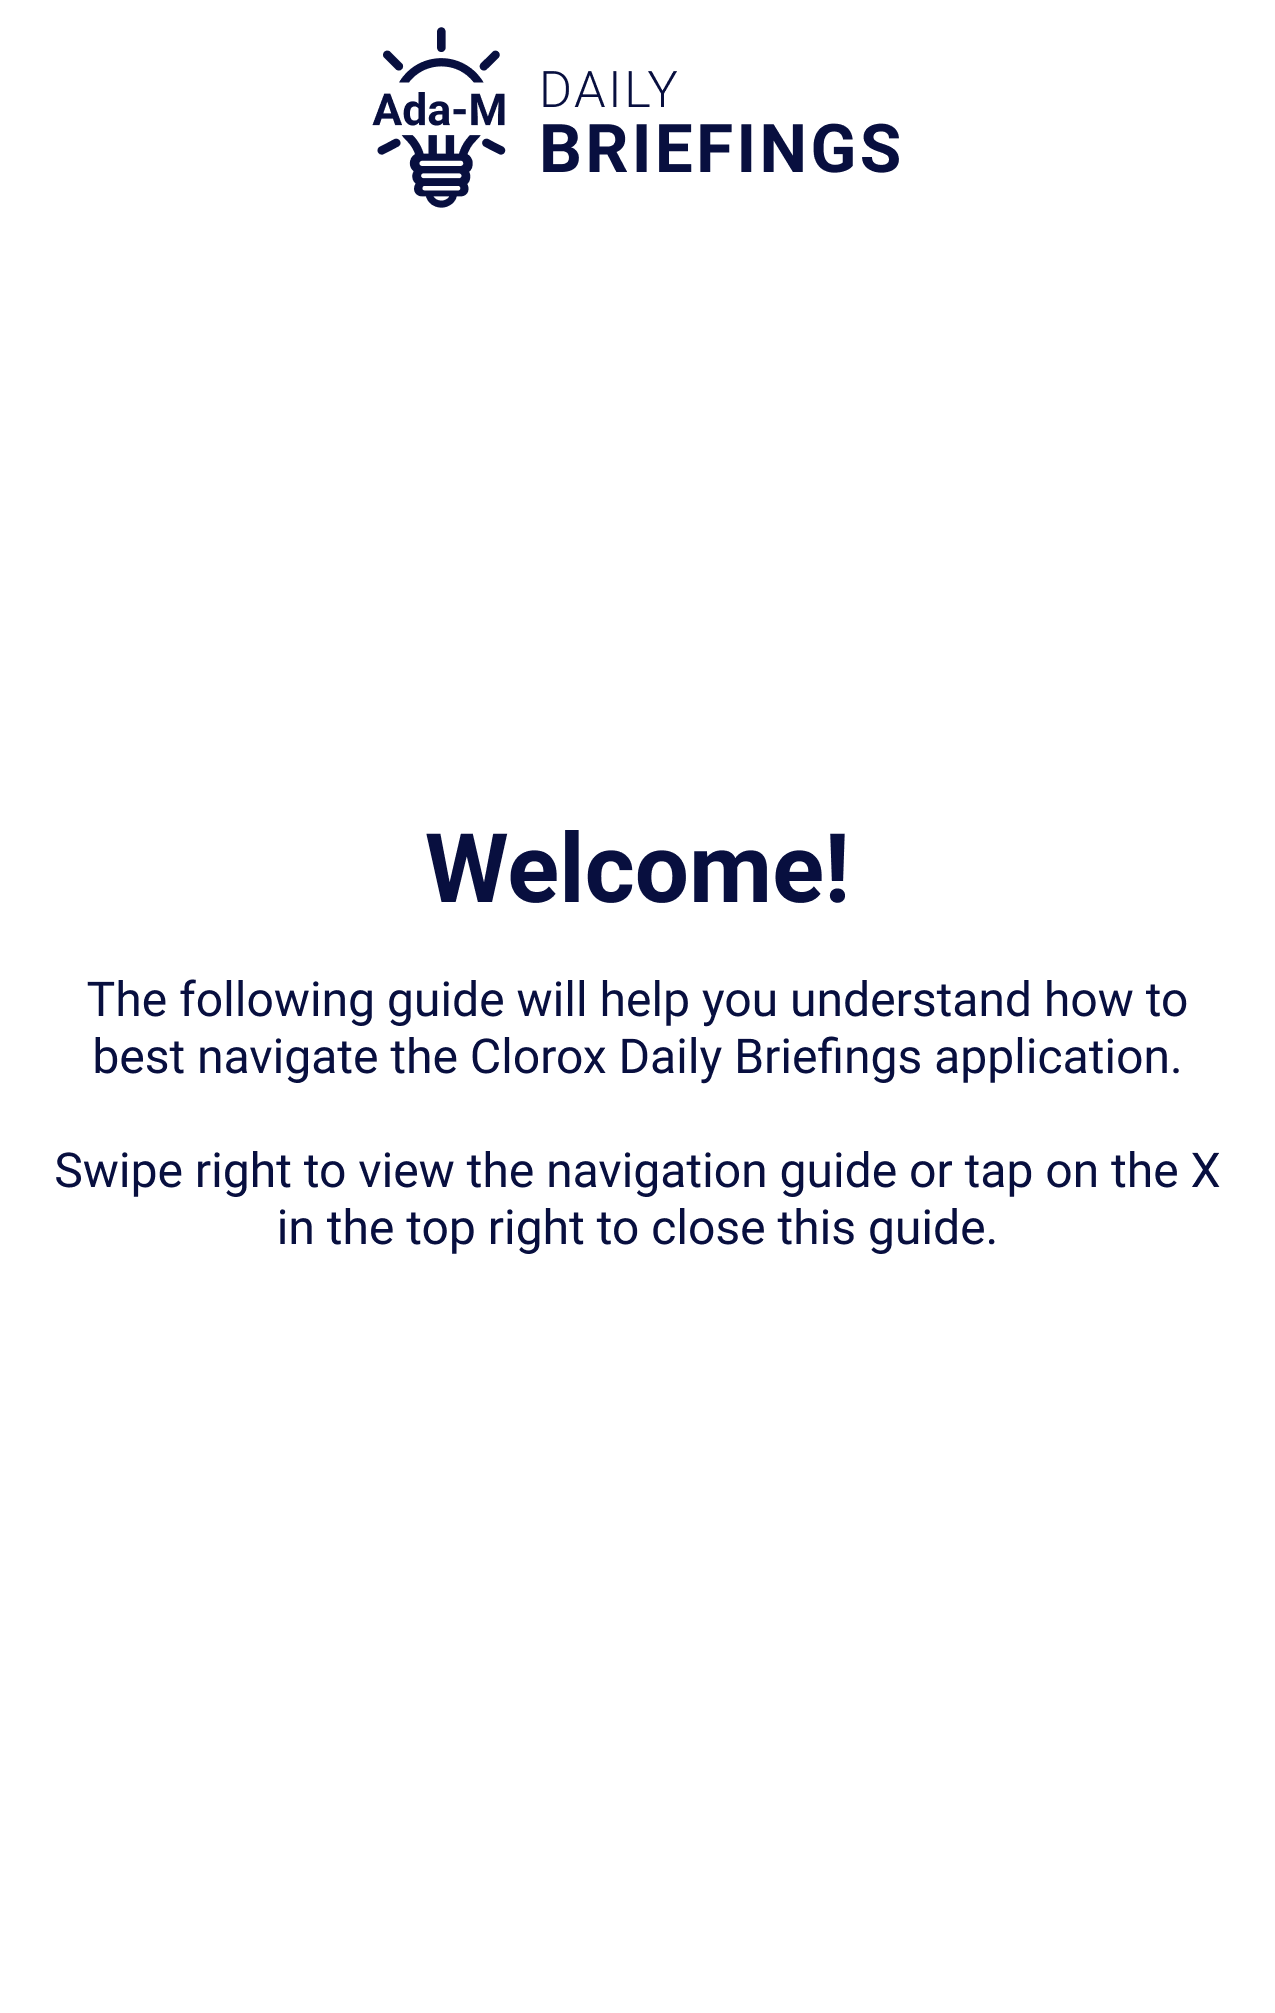 Ada-M
DAILY
BRIEFINGS
Welcome!
The following guide will help you understand how to
best navigate the Clorox Daily Briefings application.
Swipe right to view the navigation guide or tap on the X
in the top right to close this guide.